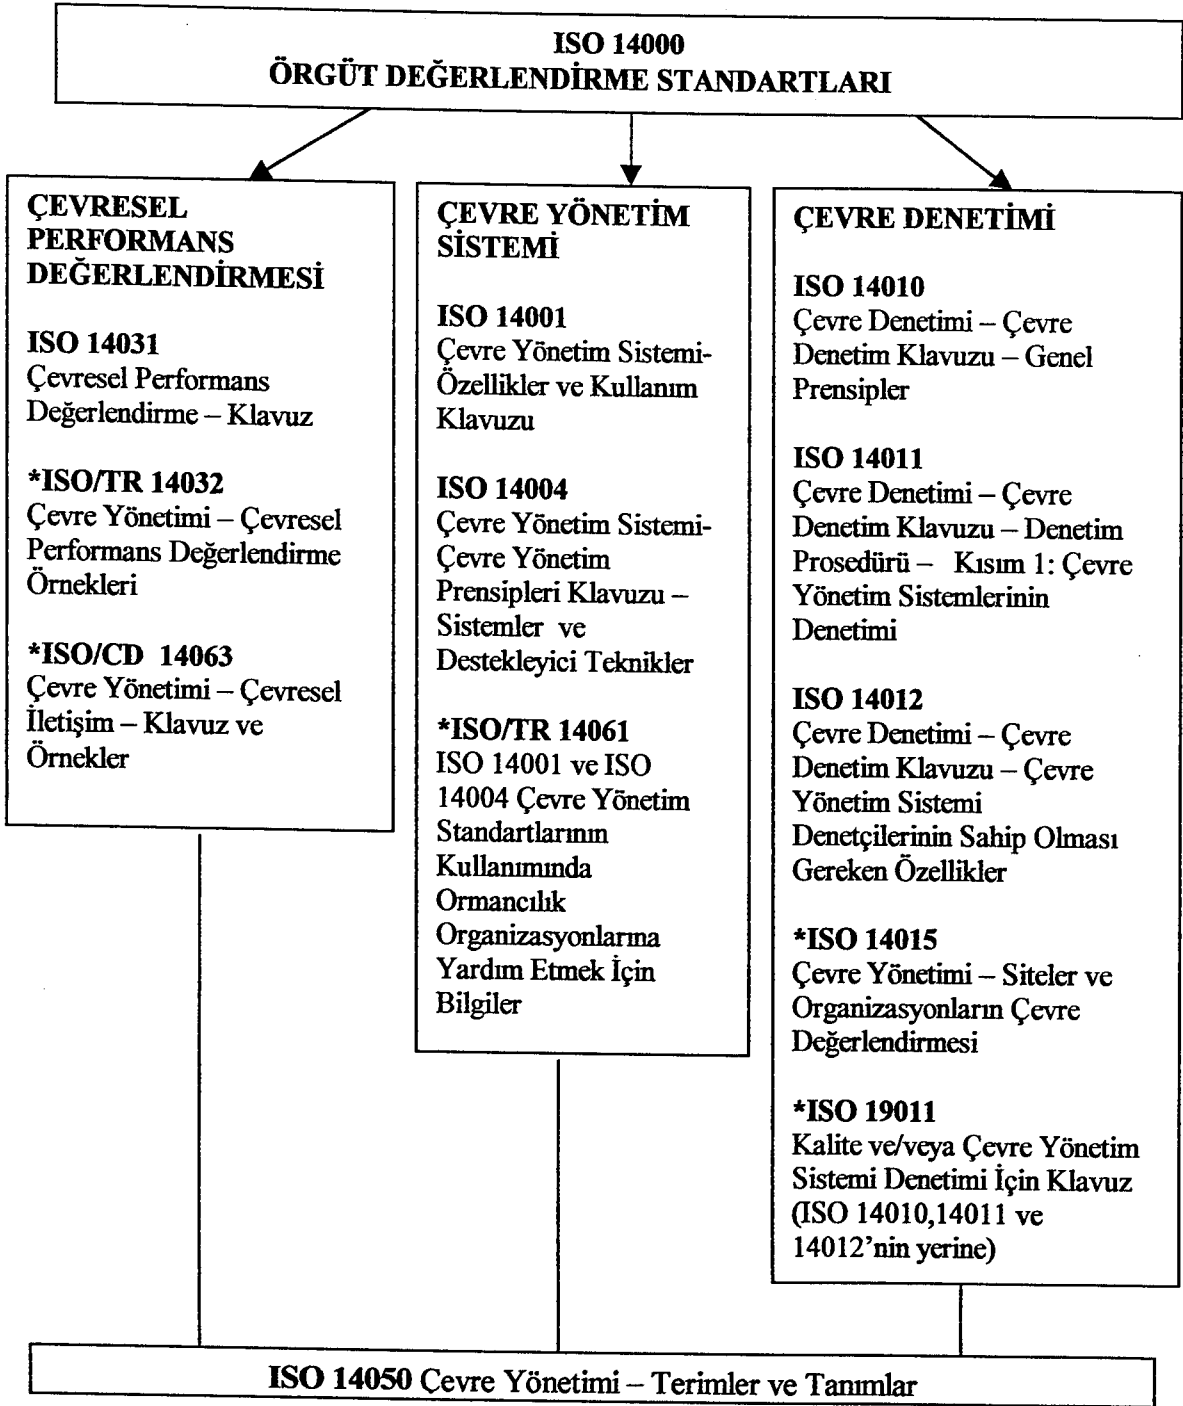 ISO 14000
ÖRGÜT DEĞERLENDİRME STANDARTLARI
ÇEVRESEL
PERFORMANS
DEĞERLENDİRMESİ
ISO 14031
Çevresel Performans
Değerlendirme – Klavuz
*ISO/TR 14032
Çevre Yönetimi – Çevresel
Performans Değerlendirme
Örnekleri
*ISO/CD 14063
Çevre Yönetimi – Çevresel
İletişim – Klavuz ve
Örnekler
ÇEVRE YÖNETİM
SİSTEMİ
ISO 14001
Çevre Yönetim Sistemi-
Özellikler ve Kullanım
Klavuzu
ISO 14004
Çevre Yönetim Sistemi-
Çevre Yönetim
Prensipleri Klavuzu –
Sistemler ve
Destekleyici Teknikler
*ISO/TR 14061
ISO 14001 ve ISO
14004 Çevre Yönetim
Standartlarının
Kullanımında
Ormancılık
Organizasyonlarına
Yardım Etmek İçin
Bilgiler
ÇEVRE DENETİMİ
ISO 14010
Çevre Denetimi – Çevre
Denetim Klavuzu – Genel
Prensipler
ISO 14011
Çevre Denetimi – Çevre
Denetim Klavuzu – Denetim
Prosedürü – Kısım 1: Çevre
Yönetim Sistemlerinin
Denetimi
ISO 14012
Çevre Denetimi – Çevre
Denetim Klavuzu – Çevre
Yönetim Sistemi
Denetçilerinin Sahip Olması
Gereken Özellikler
*ISO 14015
Çevre Yönetimi – Siteler ve
Organizasyonların Çevre
Değerlendirmesi
*ISO 19011
Kalite ve/veya Çevre Yönetim
Sistemi Denetimi İçin Klavuz
(ISO 14010,14011 ve
14012’nin yerine)
ISO 14050 Çevre Yönetimi – Terimler ve Tanımlar